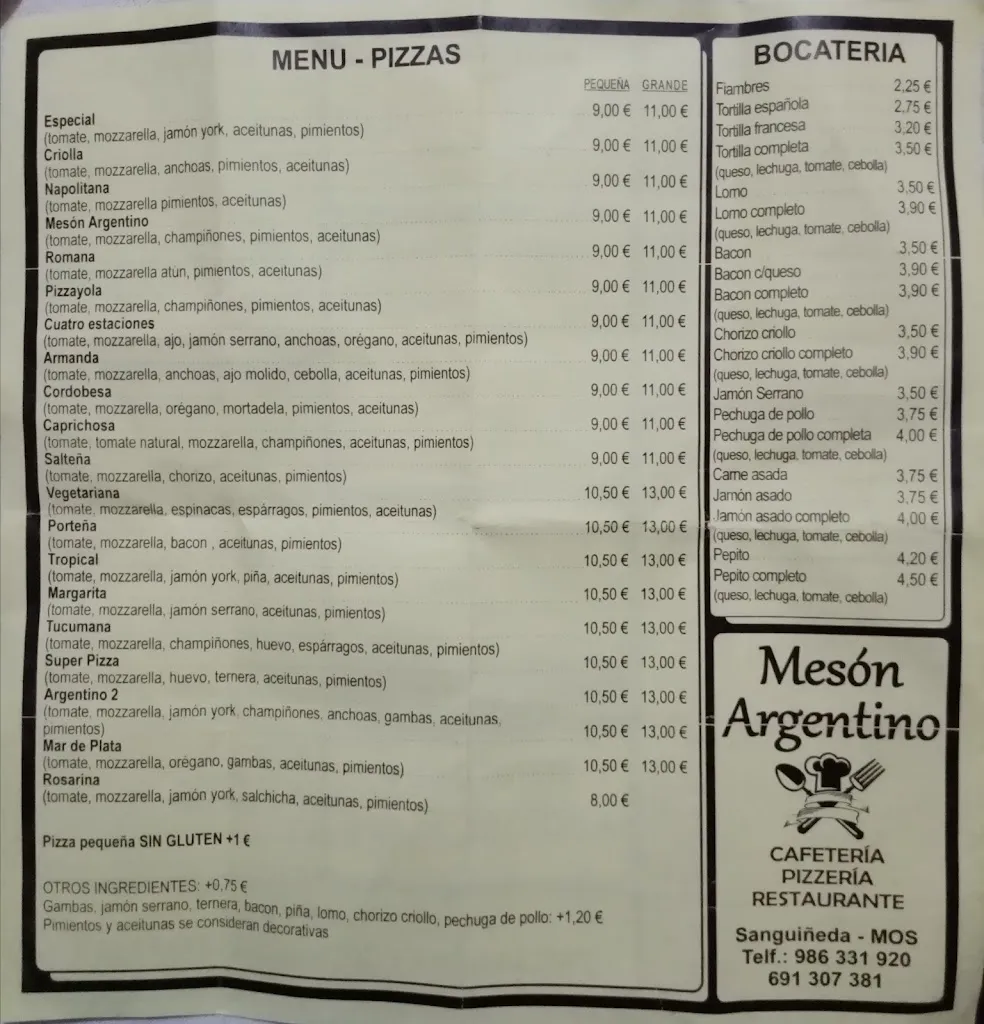 MENU - PIZZAS
PEQUEÑA GRANDE
Especial 9,00 € 11,00 €
(tomate, mozzarella, jamón york, aceitunas, pimientos)
Criolla 9,00 € 11,00 €
(tomate, mozzarella, anchoas, pimientos, aceitunas)
Napolitana 9,00 € 11,00 €
(tomate, mozzarella pimientos, aceitunas)
Mesón Argentino 9,00 € 11,00 €
(tomate, mozzarella, champiñones, pimientos, aceitunas)
Romana 9,00 € 11,00 €
(tomate, mozzarella atún, pimientos, aceitunas)
Pizzayola 9,00 € 11,00 €
(tomate, mozzarella, champiñones, pimientos, aceitunas)
Cuatro estaciones 9,00 € 11,00 €
(tomate, mozzarella, ajo, jamón serrano, anchoas, orégano, aceitunas, pimientos)
Armanda 9,00 € 11,00 €
(tomate, mozzarella, anchoas, ajo molido, cebolla, aceitunas, pimientos)
Cordobesa 9,00 € 11,00 €
(tomate, mozzarella, orégano, mortadela, pimientos, aceitunas)
Caprichosa 9,00 € 11,00 €
(tomate, tomate natural, mozzarella, champiñones, aceitunas, pimientos)
Salteña 9,00 € 11,00 €
(tomate, mozzarella, chorizo, aceitunas, pimientos)
Vegetariana 10,50 € 13,00 €
(tomate, mozzarella, espinacas, espárragos, pimientos, aceitunas)
Porteña 10,50 € 13,00 €
(tomate, mozzarella, bacon , aceitunas, pimientos)
Tropical 10,50 € 13,00 €
(tomate, mozzarella, jamón york, piña, aceitunas, pimientos)
Margarita 10,50 € 13,00 €
(tomate, mozzarella, jamón serrano, aceitunas, pimientos)
Tucumana 10,50 € 13,00 €
(tomate, mozzarella, champiñones, huevo, espárragos, aceitunas, pimientos)
Super Pizza 10,50 € 13,00 €
(tomate, mozzarella, huevo, ternera, aceitunas, pimientos)
Argentino 2 10,50 € 13,00 €
(tomate, mozzarella, jamón york, champiñones, anchoas, gambas, aceitunas,
pimientos)
Mar de Plata 10,50 € 13,00 €
(tomate, mozzarella, orégano, gambas, aceitunas, pimientos)
Rosarina 10,50 € 13,00 €
(tomate, mozzarella, jamón york, salchicha, aceitunas, pimientos) 8,00 €
Pizza pequeña SIN GLUTEN +1 €
OTROS INGREDIENTES: +0,75 €
Gambas, jamón serrano, ternera, bacon, piña, lomo, chorizo criollo, pechuga de pollo: +1,20 €
Pimientos y aceitunas se consideran decorativas
BOCATERIA
Fiambres 2,25 €
Tortilla española 2,75 €
Tortilla francesa 3,20 €
Tortilla completa 3,50 €
(queso, lechuga, tomate, cebolla)
Lomo 3,50 €
Lomo completo 3,90 €
(queso, lechuga, tomate, cebolla)
Bacon 3,50 €
Bacon c/queso 3,90 €
Bacon completo 3,90 €
(queso, lechuga, tomate, cebolla)
Chorizo criollo 3,50 €
Chorizo criollo completo 3,90 €
(queso, lechuga, tomate, cebolla)
Jamón Serrano 3,50 €
Pechuga de pollo 3,75 €
Pechuga de pollo completa 4,00 €
(queso, lechuga, tomate, cebolla)
Carne asada 3,75 €
Jamón asado 3,75 €
Jamón asado completo 4,00 €
(queso, lechuga, tomate, cebolla)
Pepito 4,20 €
Pepito completo 4,50 €
(queso, lechuga, tomate, cebolla)
Mesón
Argentino
CAFETERÍA
PIZZERÍA
RESTAURANTE
Sanguiñeda - MOS
Telf.: 986 331 920
691 307 381